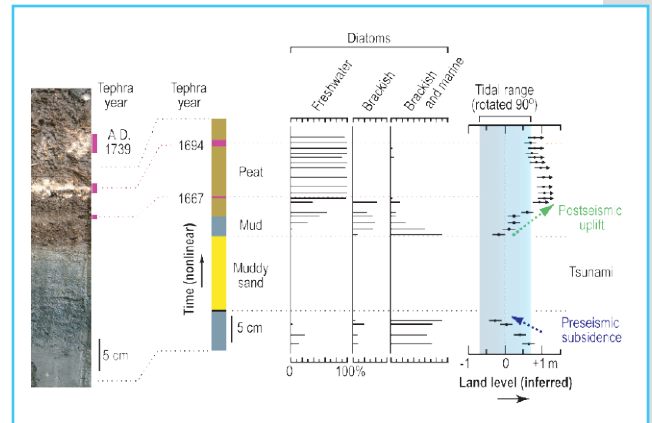 Diatoms
Freshwater
Brackish
Brackish
and marine
Tephra
year
Tephra
year
Tidal range
(rotated 90º)
A.D.
1739
1694
1667
Peat
Mud
Muddy
sand
Time (nonlinear)
5 cm
5 cm
0
100%
Postseismic
uplift
Tsunami
Preseismic
subsidence
-1
0
+1 m
Land level (inferred)